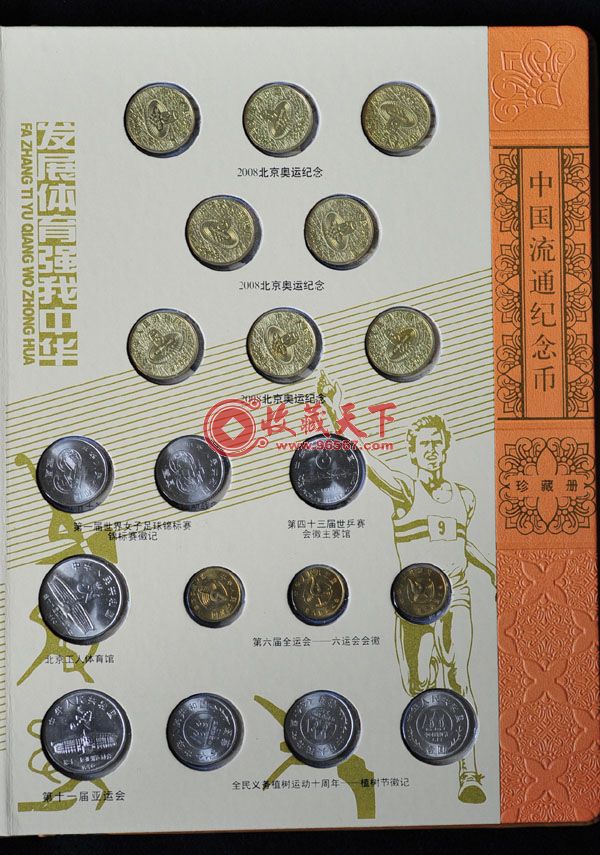 发展体育强我中华
FA ZHANG TI YU QIANG WO ZHONG HUA
2008北京奥运纪念
2008北京奥运纪念
2008北京奥运纪念
收藏天下
www.96567.com
9
第一届世界女子足球锦标赛
锦标赛徽记
第四十三届世乒赛
会徽主赛馆
北京工人体育馆
第六届全运会——六运会会徽
第十一届亚运会
全民义务植树运动十周年——植树节徽记
中国流通纪念币
珍藏册